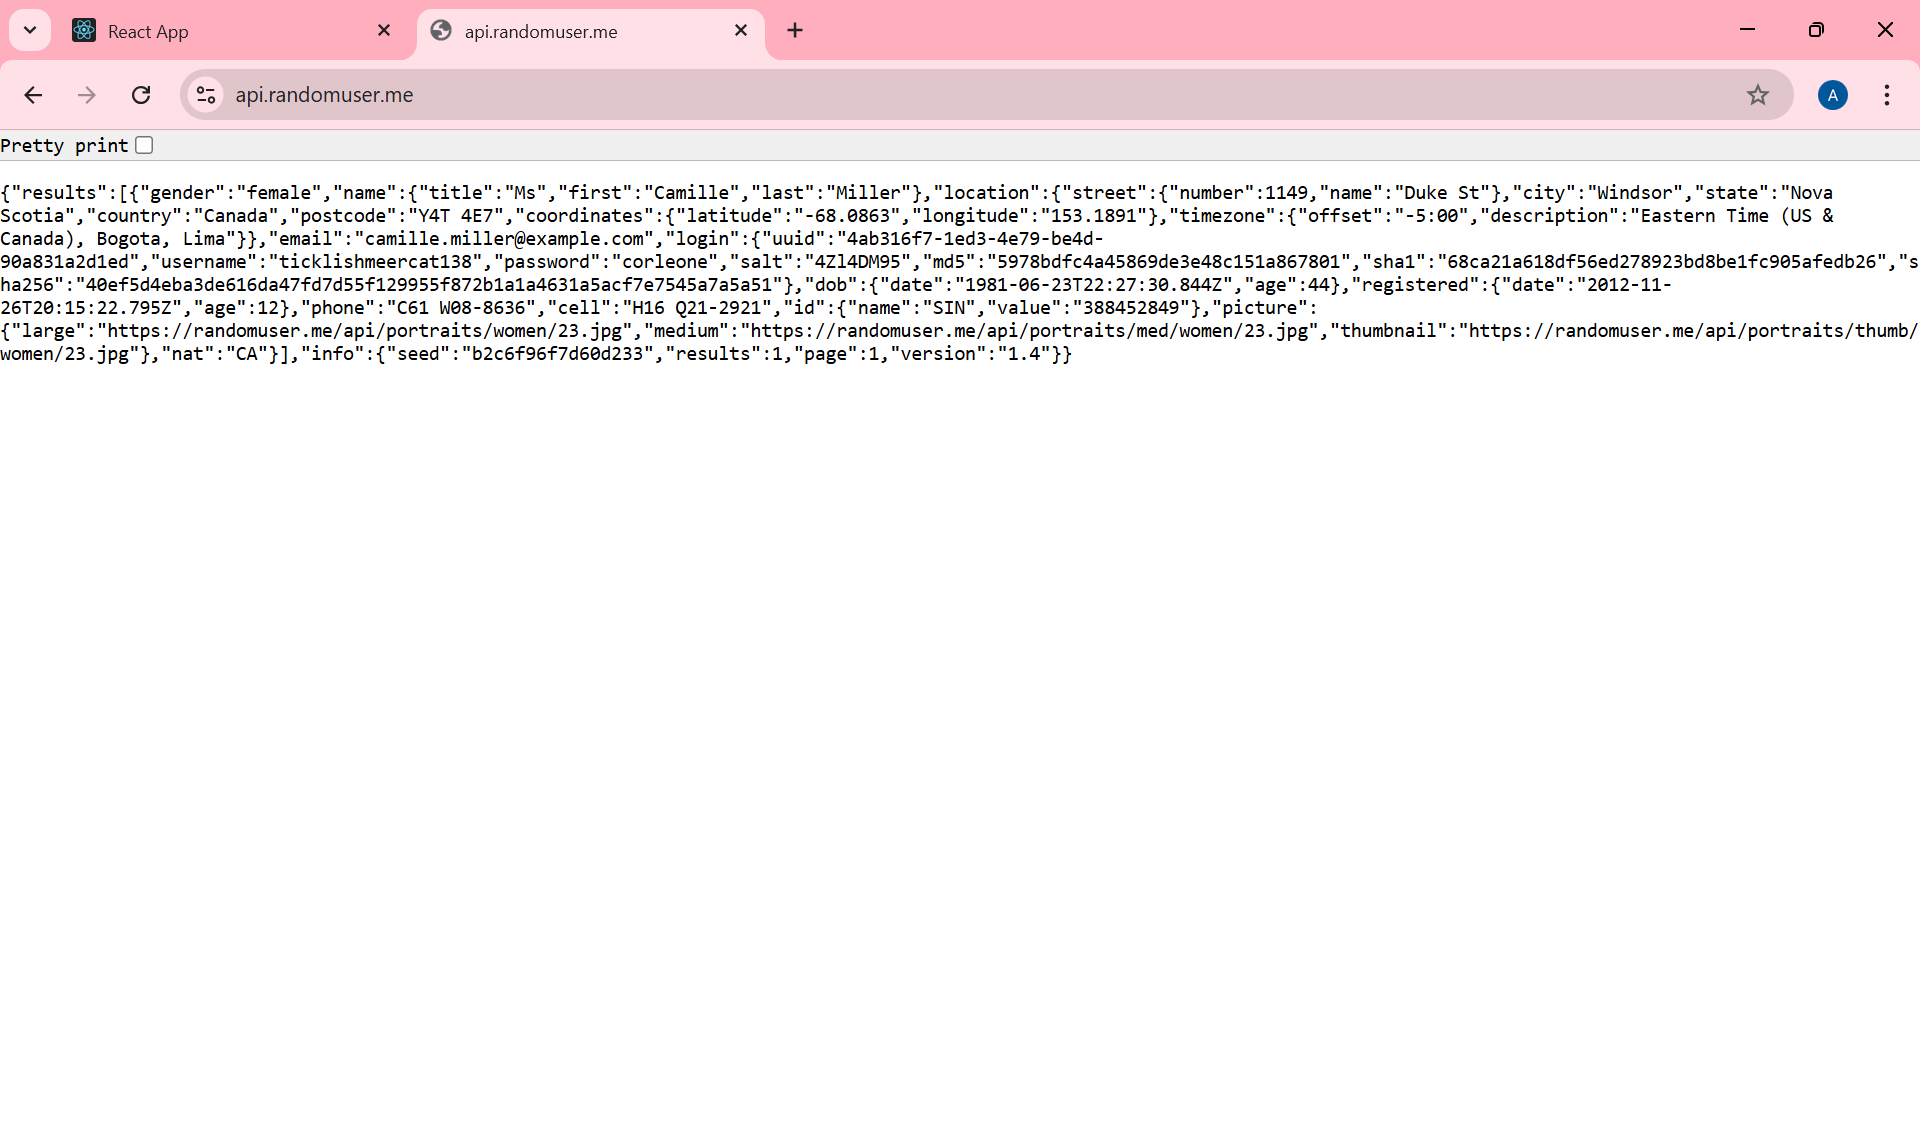 React App
api.randomuser.me
api.randomuser.me
A
Pretty print
{"results":[{"gender":"female","name":{"title":"Ms","first":"Camille","last":"Miller"},"location":{"street":{"number":1149,"name":"Duke St"},"city":"Windsor","state":"Nova
Scotia","country":"Canada","postcode":"Y4T 4E7","coordinates":{"latitude":"-68.0863","longitude":"153.1891"},"timezone":{"offset":"-5:00","description":"Eastern Time (US &
Canada), Bogota, Lima"}},"email":"camille.miller@example.com","login":{"uuid":"4ab316f7-1ed3-4e79-be4d-
90a831a2d1ed","username":"ticklishmeercat138","password":"corleone","salt":"4Zl4DM95","md5":"5978bdfc4a45869de3e48c151a867801","sha1":"68ca21a618df56ed278923bd8be1fc905afedb26","s
ha256":"40ef5d4eba3de616da47fd7d55f129955f872b1a1a4631a5acf7e7545a7a5a51"},"dob":{"date":"1981-06-23T22:27:30.844Z","age":44},"registered":{"date":"2012-11-
26T20:15:22.795Z","age":12},"phone":"C61 W08-8636","cell":"H16 Q21-2921","id":{"name":"SIN","value":"388452849"},"picture":
{"large":"https://randomuser.me/api/portraits/women/23.jpg","medium":"https://randomuser.me/api/portraits/med/women/23.jpg","thumbnail":"https://randomuser.me/api/portraits/thumb/
women/23.jpg"},"nat":"CA"}],"info":{"seed":"b2c6f96f7d60d233","results":1,"page":1,"version":"1.4"}}